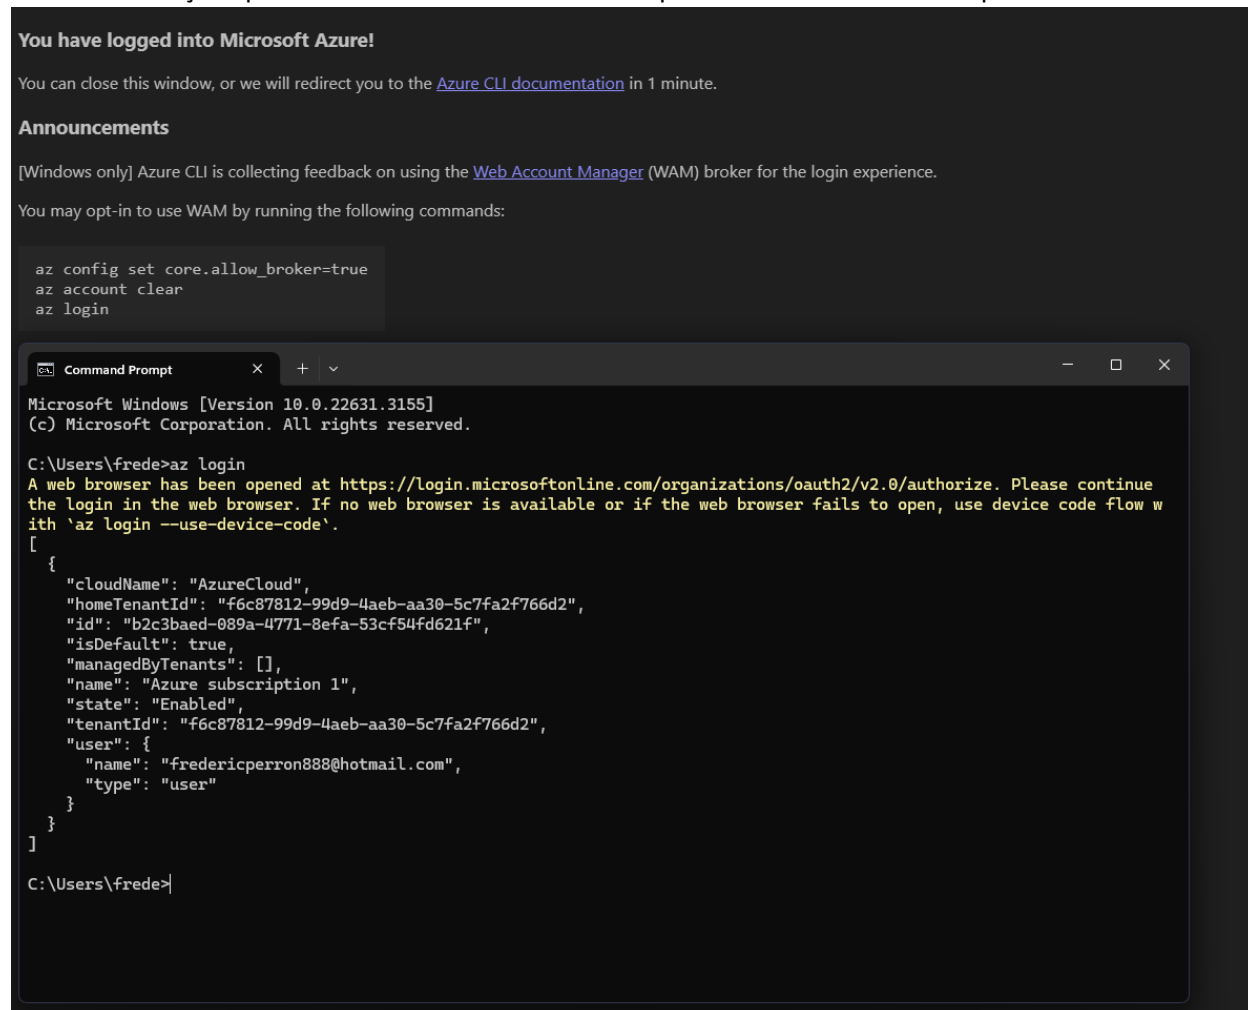 You have logged into Microsoft Azure!
You can close this window, or we will redirect you to the Azure CLI documentation in 1 minute.
Announcements
[Windows only] Azure CLI is collecting feedback on using the Web Account Manager (WAM) broker for the login experience.
You may opt-in to use WAM by running the following commands:
az config set core.allow_broker=true
az account clear
az login
Command Prompt
Microsoft Windows [Version 10.0.22631.3155]
(c) Microsoft Corporation. All rights reserved.
C:\Users\frede>az login
A web browser has been opened at https://login.microsoftonline.com/organizations/oauth2/v2.0/authorize. Please continue
the login in the web browser. If no web browser is available or if the web browser fails to open, use device code flow w
ith `az login --use-device-code`.
[
  {
    "cloudName": "AzureCloud",
    "homeTenantId": "f6c87812-99d9-4aeb-aa30-5c7fa2f766d2",
    "id": "b2c3baed-089a-4771-8efa-53cf54fd621f",
    "isDefault": true,
    "managedByTenants": [],
    "name": "Azure subscription 1",
    "state": "Enabled",
    "tenantId": "f6c87812-99d9-4aeb-aa30-5c7fa2f766d2",
    "user": {
      "name": "fredericperron888@hotmail.com",
      "type": "user"
    }
  }
]
C:\Users\frede>